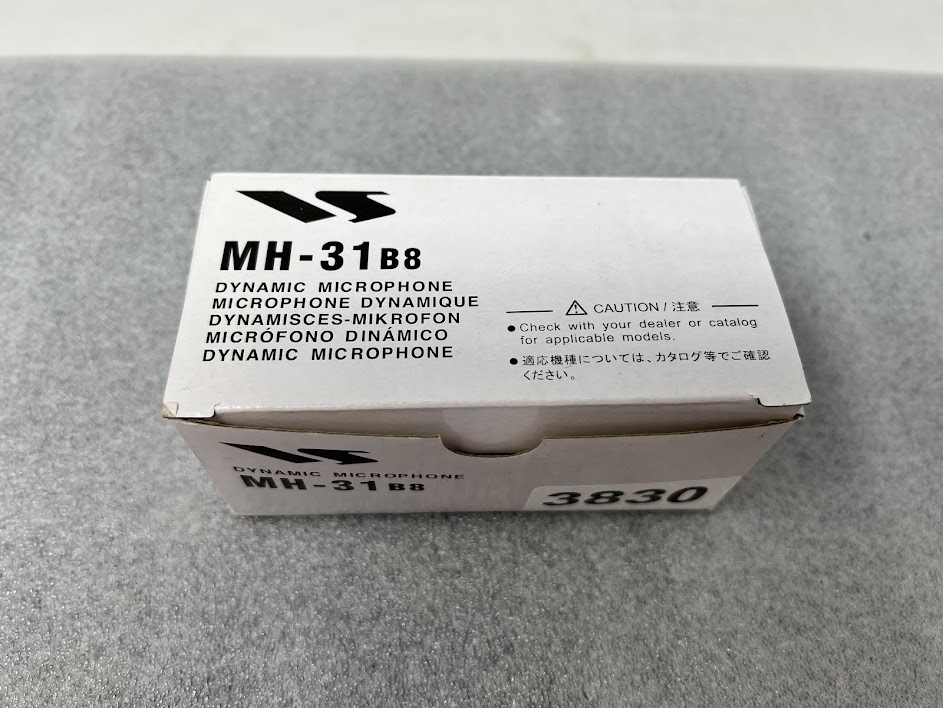 VS
MH-31B8
DYNAMIC MICROPHONE
MICROPHONE DYNAMIQUE
DYNAMISCES-MIKROFON
MICRÓFONO DINÁMICO
DYNAMIC MICROPHONE
CAUTION / 注意
● Check with your dealer or catalog
for applicable models.
● 適応機種については、カタログ等でご確認
ください。
VS
DYNAMIC MICROPHONE
MH-31B8
3830